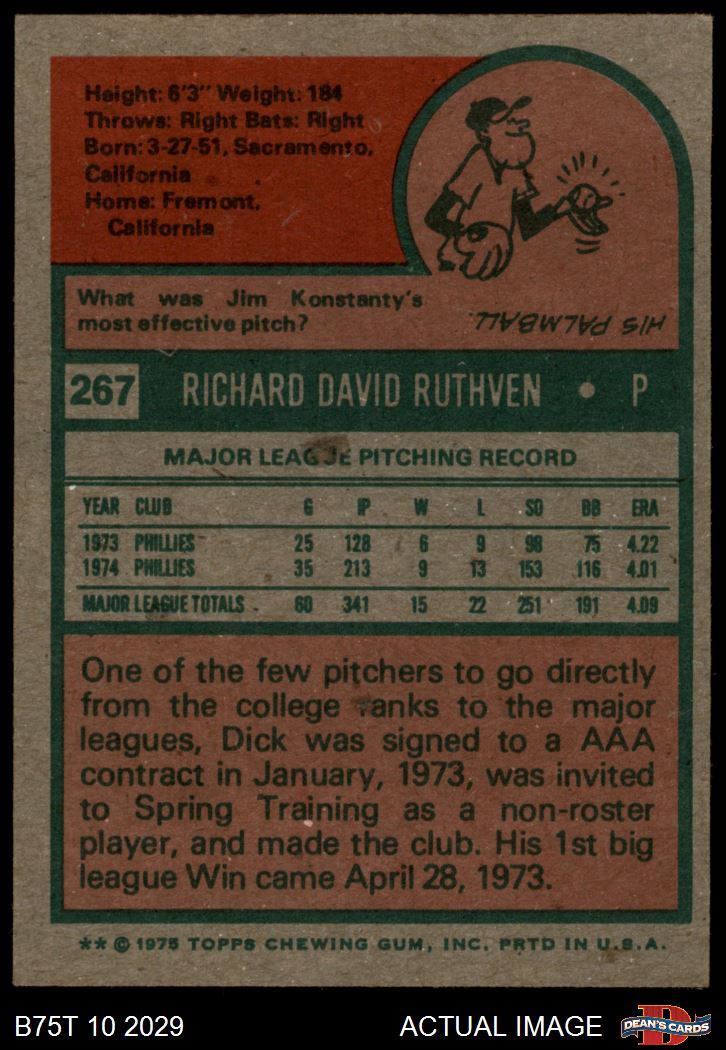 Height: 6'3" Weight: 184
Throws: Right Bats: Right
Born: 3-27-51, Sacramento,
California
Home: Fremont,
California
What was Jim Konstanty's
most effective pitch?
HIS PALMBALL
267 RICHARD DAVID RUTHVEN • P
MAJOR LEAGUE PITCHING RECORD
YEAR CLUB G IP W L SO BB ERA
1973 PHILLIES 25 128 6 9 98 75 4.22
1974 PHILLIES 35 213 9 13 153 116 4.01
MAJOR LEAGUE TOTALS 60 341 15 22 251 191 4.09
One of the few pitchers to go directly
from the college ranks to the major
leagues, Dick was signed to a AAA
contract in January, 1973, was invited
to Spring Training as a non-roster
player, and made the club. His 1st big
league Win came April 28, 1973.
** © 1975 TOPPS CHEWING GUM, INC. PRTD IN U.S.A.
B75T 10 2029 ACTUAL IMAGE D DEAN'S CARDS